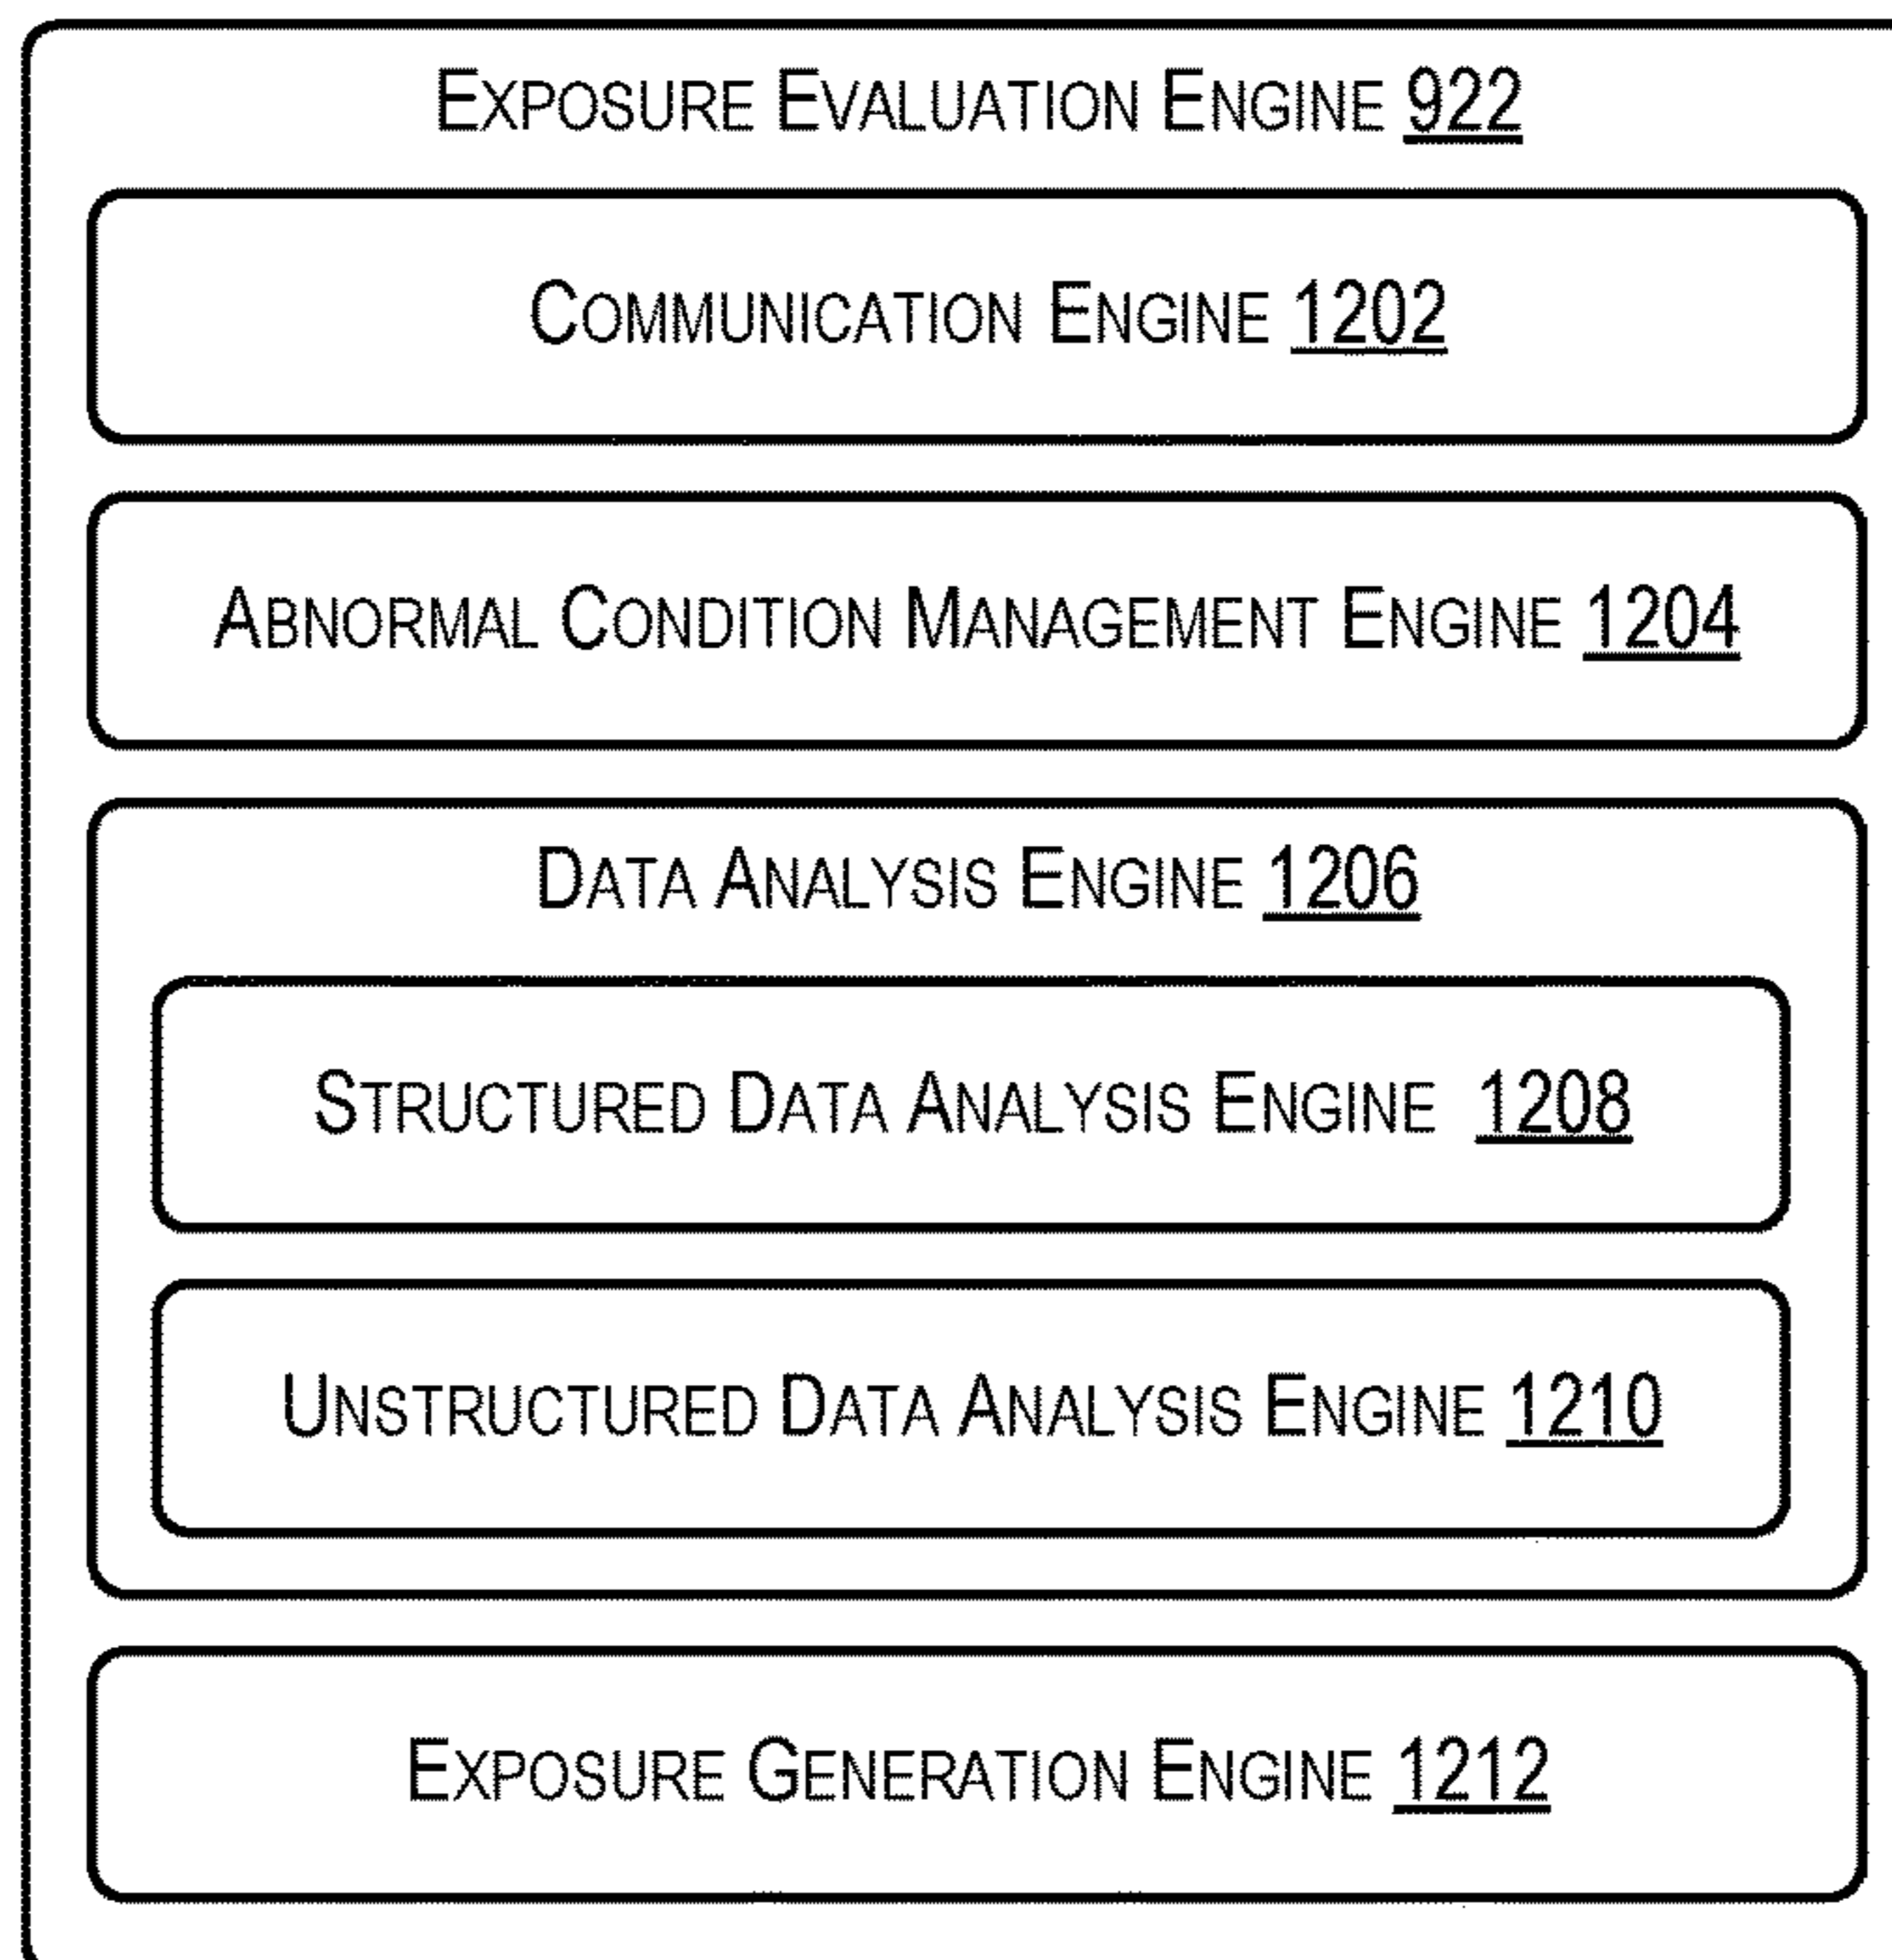 EXPOSURE EVALUATION ENGINE 922
COMMUNICATION ENGINE 1202
ABNORMAL CONDITION MANAGEMENT ENGINE 1204
DATA ANALYSIS ENGINE 1206
STRUCTURED DATA ANALYSIS ENGINE 1208
UNSTRUCTURED DATA ANALYSIS ENGINE 1210
EXPOSURE GENERATION ENGINE 1212